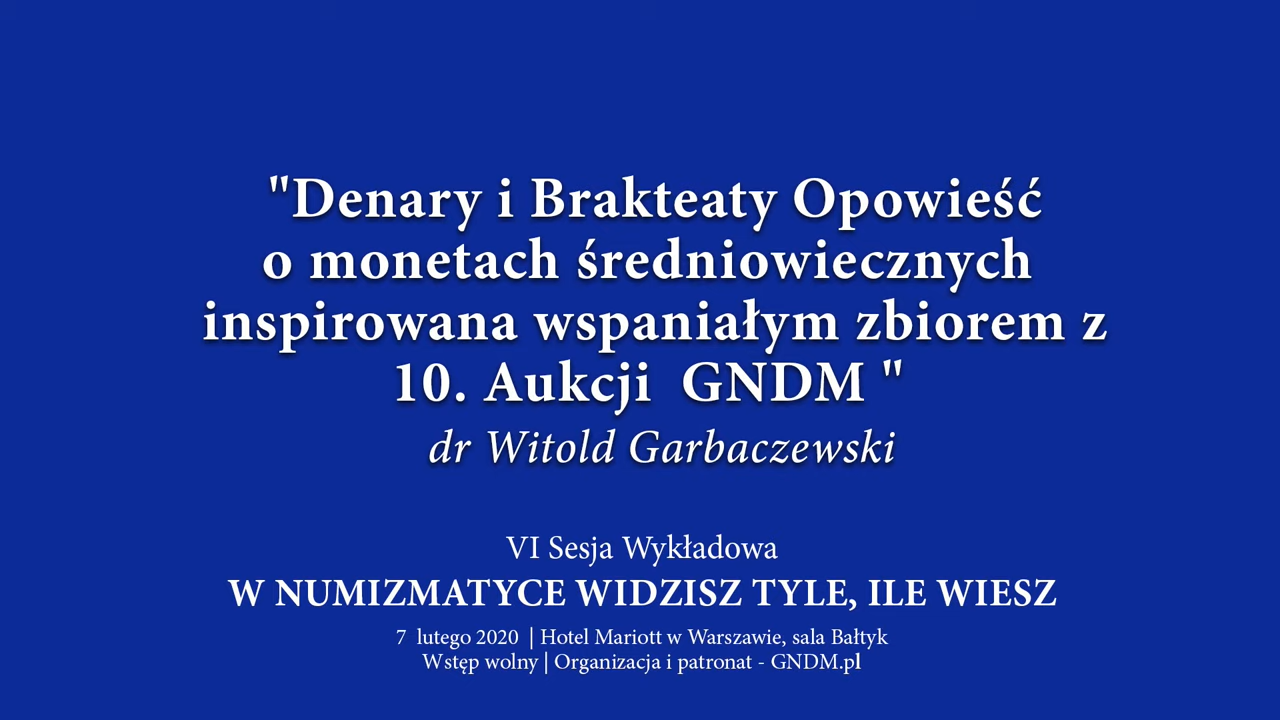 "Denary i Brakteaty Opowieść
o monetach średniowiecznych
inspirowana wspaniałym zbiorem z
10. Aukcji  GNDM "
dr Witold Garbaczewski
VI Sesja Wykładowa
W NUMIZMATYCE WIDZISZ TYLE, ILE WIESZ
7  lutego 2020  | Hotel Mariott w Warszawie, sala Bałtyk
Wstęp wolny | Organizacja i patronat - GNDM.pl